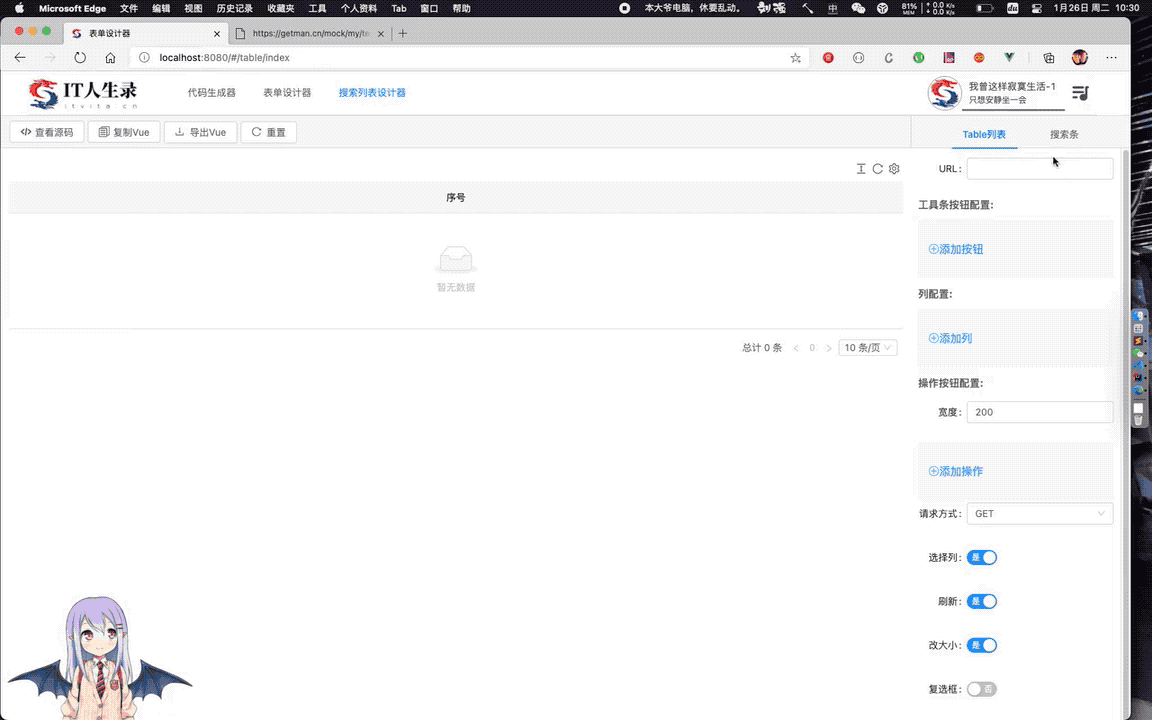 Microsoft Edge 文件 编辑 视图 历史记录 收藏夹 工具 个人资料 Tab 窗口 帮助 本大爷电脑,休要乱动。 中 81% MEM 0.0 K/s 0.0 K/s du 1月26日 周二 10:30
表单设计器 https://getman.cn/mock/my/te
localhost:8080/#/table/index
IT人生录
itvita.cn
代码生成器 表单设计器 搜索列表设计器
我曾这样寂寞生活-1
只想安静坐一会
查看源码 复制Vue 导出Vue 重置
Table列表 搜索条
URL:
序号
工具条按钮配置:
添加按钮
暂无数据
列配置:
添加列
总计 0 条 < 0 > 10 条/页
操作按钮配置:
宽度: 200
添加操作
请求方式: GET
选择列: 是
刷新: 是
改大小: 是
复选框: 否